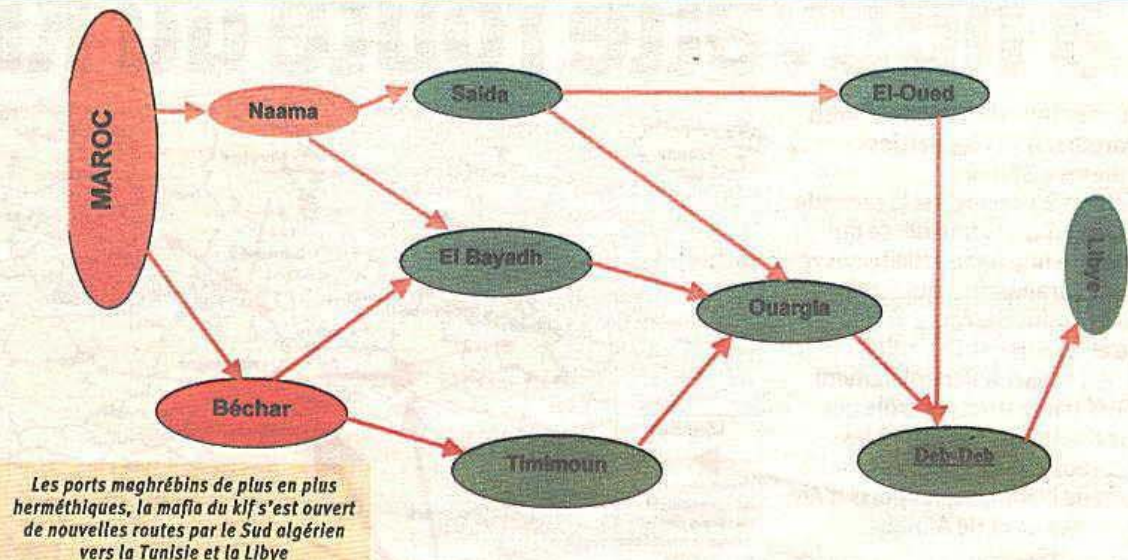 MAROC
Naama
Saida
El-Oued
El Bayadh
Ouargla
Libye
Béchar
Timimoun
Deb-Deb
Les ports maghrébins de plus en plus
herméthiques, la mafia du kif s'est ouvert
de nouvelles routes par le Sud algérien
vers la Tunisie et la Libye